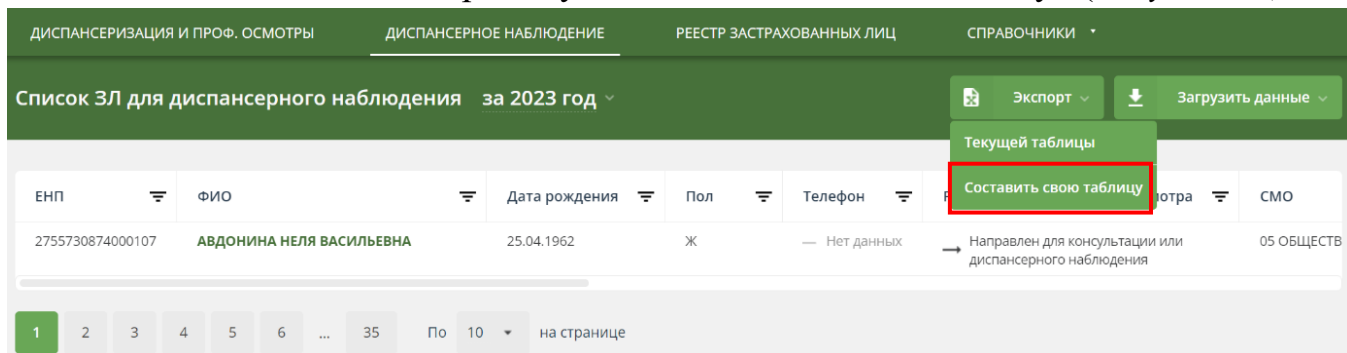 ДИСПАНСЕРИЗАЦИЯ И ПРОФ. ОСМОТРЫ ДИСПАНСЕРНОЕ НАБЛЮДЕНИЕ РЕЕСТР ЗАСТРАХОВАННЫХ ЛИЦ СПРАВОЧНИКИ
Список ЗЛ для диспансерного наблюдения за 2023 год Экспорт Загрузить данные
Текущей таблицы
Составить свою таблицу
ЕНП ФИО Дата рождения Пол Телефон СМО
2755730874000107 АВДОНИНА НЕЛЯ ВАСИЛЬЕВНА 25.04.1962 Ж — Нет данных Направлен для консультации или 05 ОБЩЕСТВ
диспансерного наблюдения
1 2 3 4 5 6 ... 35 По 10 на странице